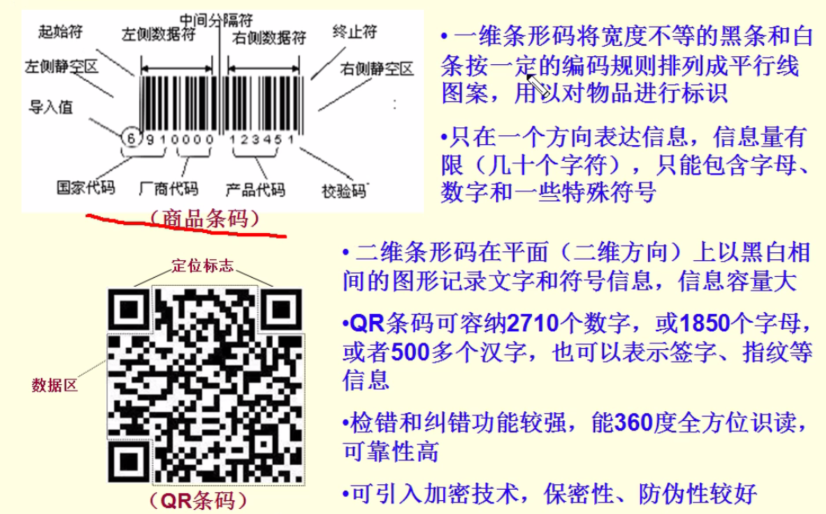 中间分隔符
起始符 左侧数据符 右侧数据符 终止符
左侧静空区 右侧静空区
导入值
6 910000 123451
国家代码 厂商代码 产品代码 校验码
（商品条码）
• 一维条形码将宽度不等的黑条和白
条按一定的编码规则排列成平行线
图案，用以对物品进行标识
•只在一个方向表达信息，信息量有
限（几十个字符），只能包含字母、
数字和一些特殊符号
定位标志
数据区
（QR条码）
• 二维条形码在平面（二维方向）上以黑白相
间的图形记录文字和符号信息，信息容量大
•QR条码可容纳2710个数字，或1850个字母，
或者500多个汉字，也可以表示签字、指纹等
信息
•检错和纠错功能较强，能360度全方位识读，
可靠性高
•可引入加密技术，保密性、防伪性较好